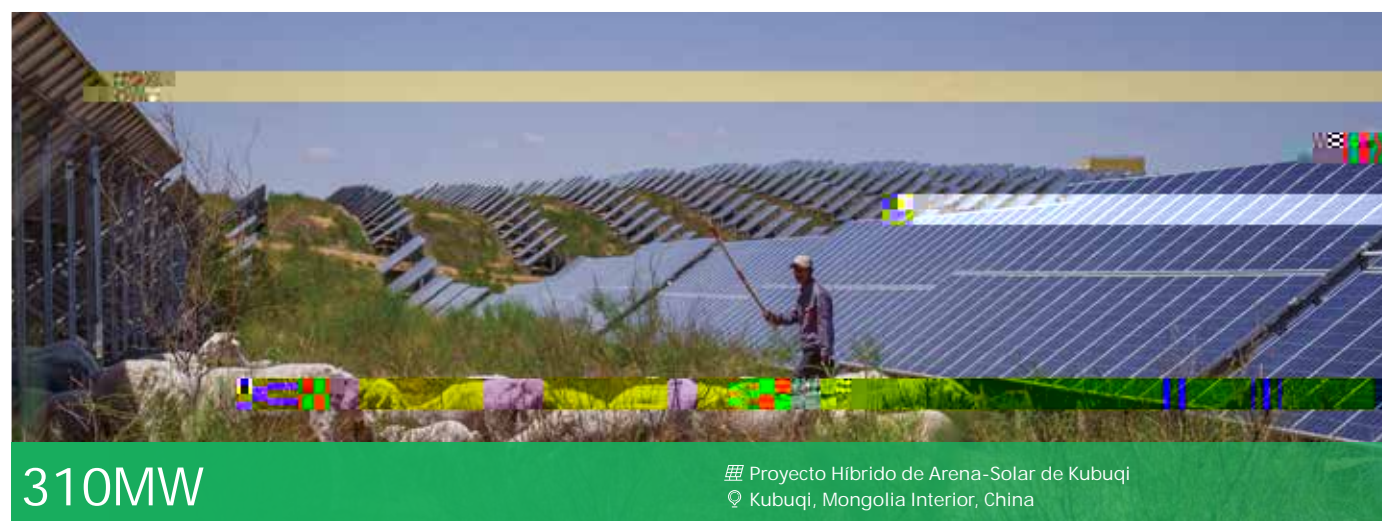 310MW
Proyecto Híbrido de Arena-Solar de Kubuqi
Kubuqi, Mongolia Interior, China